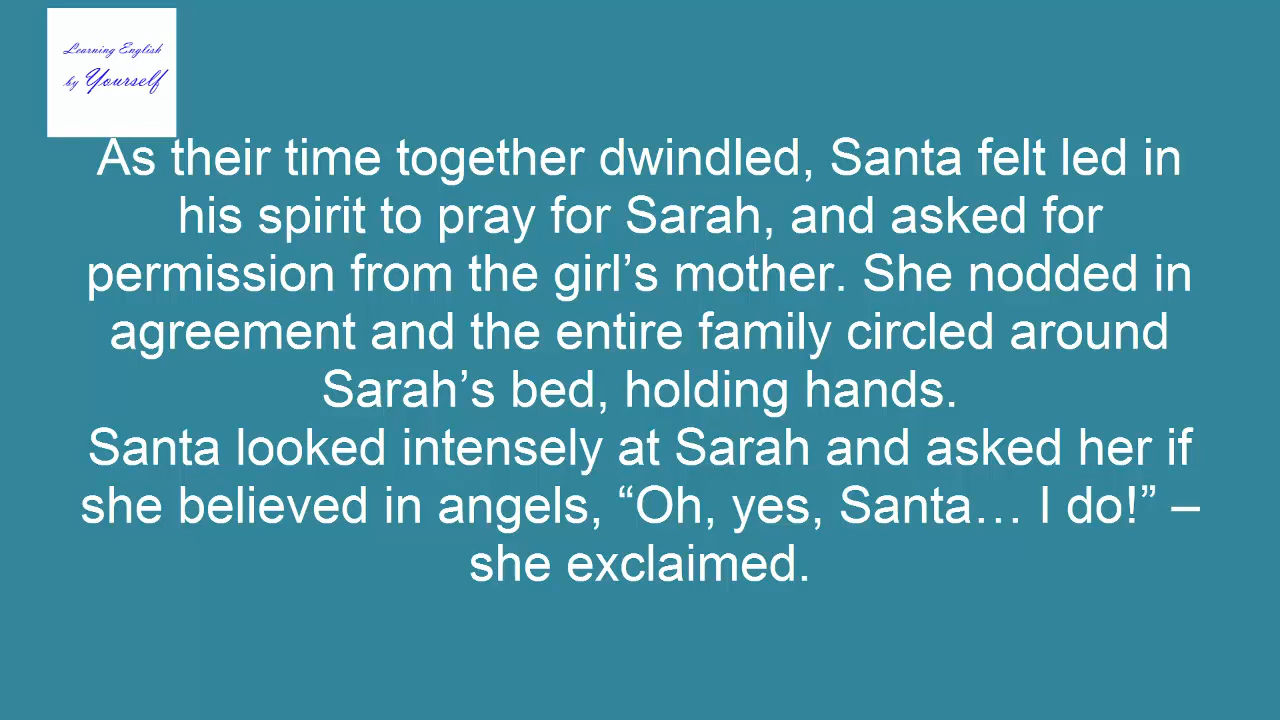 Learning English
by Yourself
As their time together dwindled, Santa felt led in
his spirit to pray for Sarah, and asked for
permission from the girl’s mother. She nodded in
agreement and the entire family circled around
Sarah’s bed, holding hands.
Santa looked intensely at Sarah and asked her if
she believed in angels, “Oh, yes, Santa… I do!” –
she exclaimed.